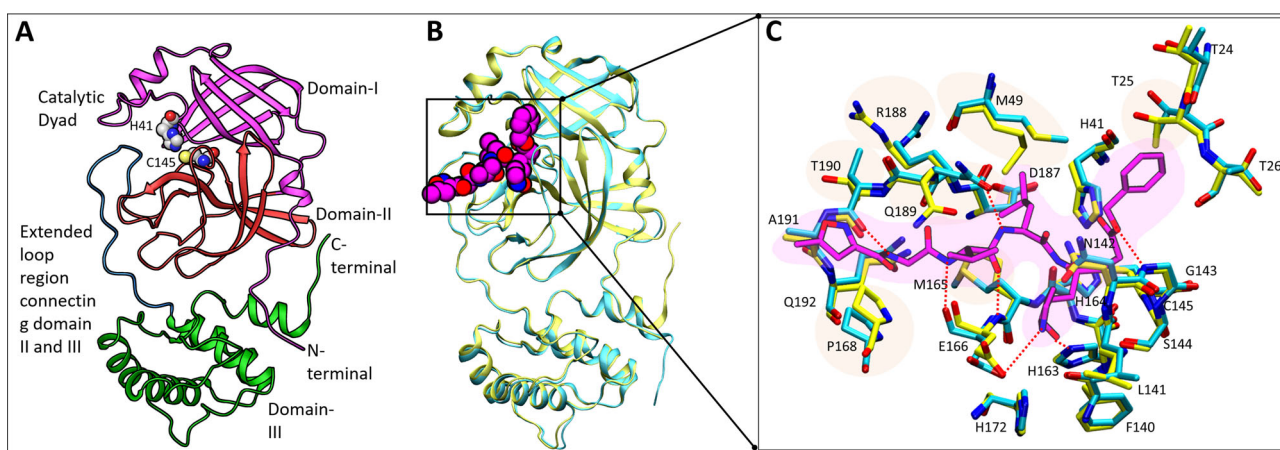 A
Catalytic
Dyad
H41
C145
Domain-I
Domain-II
C-
terminal
Extended
loop
region
connectin
g domain
II and III
N-
terminal
Domain-
III
B
C
T24
T25
M49
R188
H41
T190
T26
D187
Q189
A191
N142
G143
M165
H164
C145
Q192
S144
P168
E166
H163
L141
H172
F140